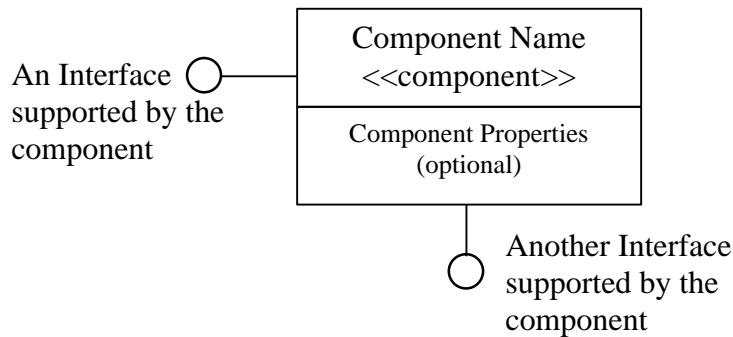 Component Name
<<component>>
An Interface
supported by the
component
Component Properties
(optional)
Another Interface
supported by the
component